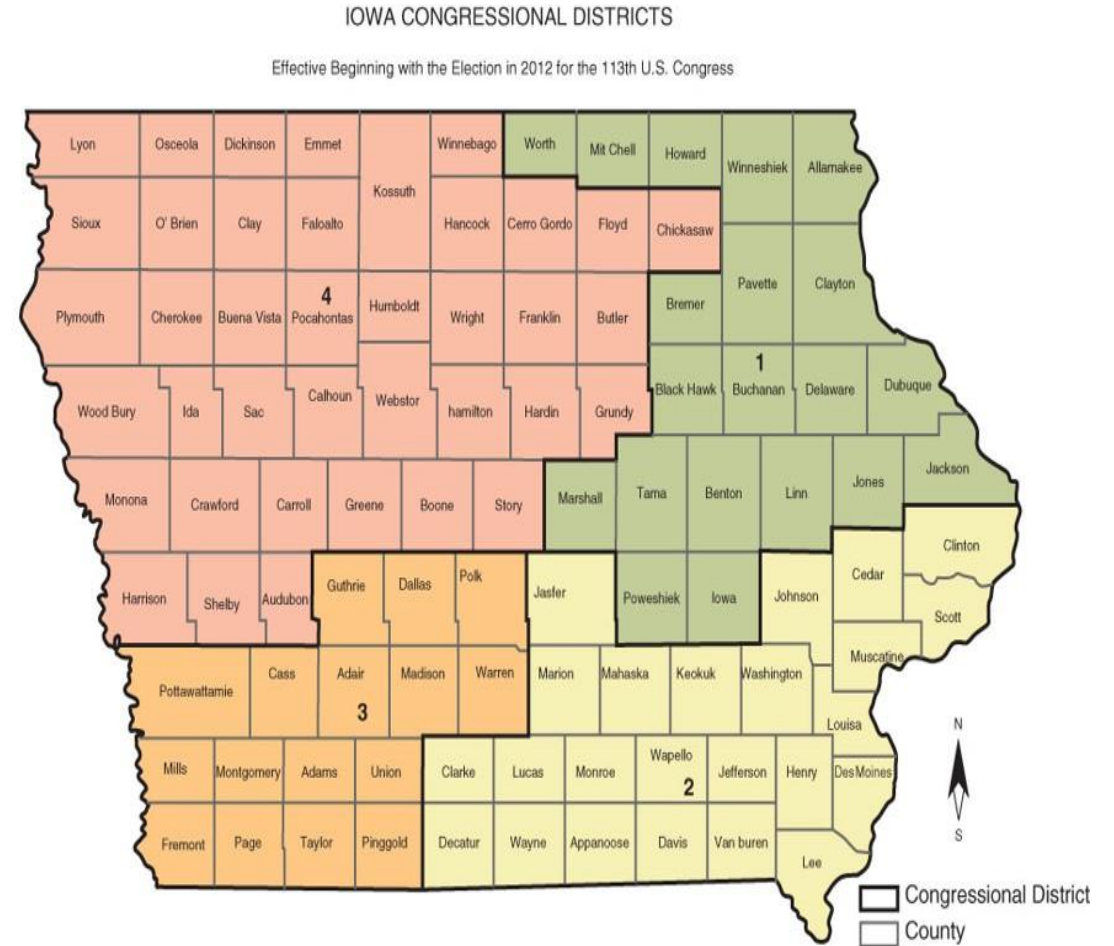 IOWA CONGRESSIONAL DISTRICTS
Effective Beginning with the Election in 2012 for the 113th U.S. Congress
Lyon
Osceola
Dickinson
Emmet
Kossuth
Winnebago
Worth
Mit Chell
Howard
Winneshiek
Allamakee
Sioux
O' Brien
Clay
Faloalto
Hancock
Cerro Gordo
Floyd
Chickasaw
Plymouth
Cherokee
Buena Vista
4
Pocahontas
Humboldt
Wright
Franklin
Butler
Bremer
Pavette
Clayton
Wood Bury
Ida
Sac
Calhoun
Webstor
hamilton
Hardin
Grundy
Black Hawk
1
Buchanan
Delaware
Dubuque
Monona
Crawford
Carroll
Greene
Boone
Story
Marshall
Tama
Benton
Linn
Jones
Jackson
Clinton
Harrison
Shelby
Audubon
Guthrie
Dallas
Polk
Jasfer
Poweshiek
Iowa
Johnson
Cedar
Scott
Muscatine
Pottawattamie
Cass
Adair
3
Madison
Warren
Marion
Mahaska
Keokuk
Washington
Louisa
N
Mills
Montgomery
Adams
Union
Clarke
Lucas
Monroe
Wapello
2
Jefferson
Henry
Des Moines
S
Fremont
Page
Taylor
Pinggold
Decatur
Wayne
Appanoose
Davis
Van buren
Lee
Congressional District
County